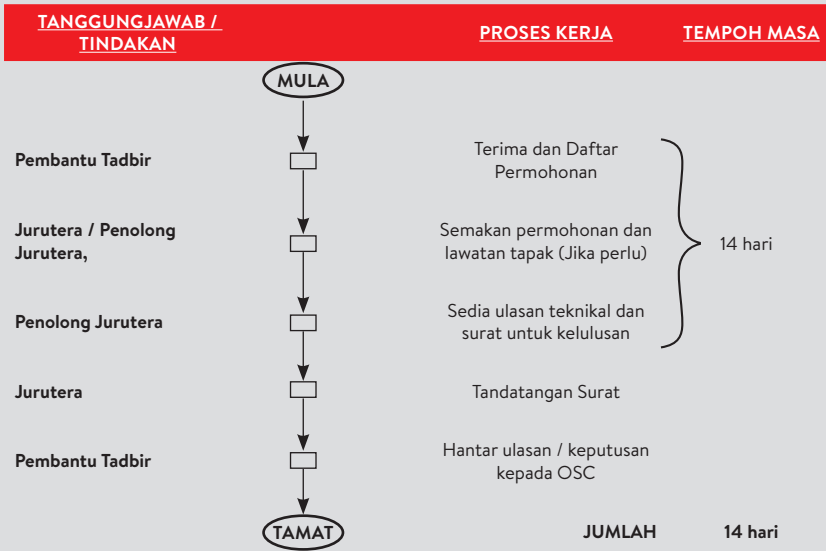 TANGGUNGJAWAB /
TINDAKAN
PROSES KERJA
TEMPOH MASA
MULA
Pembantu Tadbir
Terima dan Daftar
Permohonan
Jurutera / Penolong
Jurutera,
Semakan permohonan dan
lawatan tapak (Jika perlu)
14 hari
Penolong Jurutera
Sedia ulasan teknikal dan
surat untuk kelulusan
Jurutera
Tandatangan Surat
Pembantu Tadbir
Hantar ulasan / keputusan
kepada OSC
TAMAT
JUMLAH
14 hari